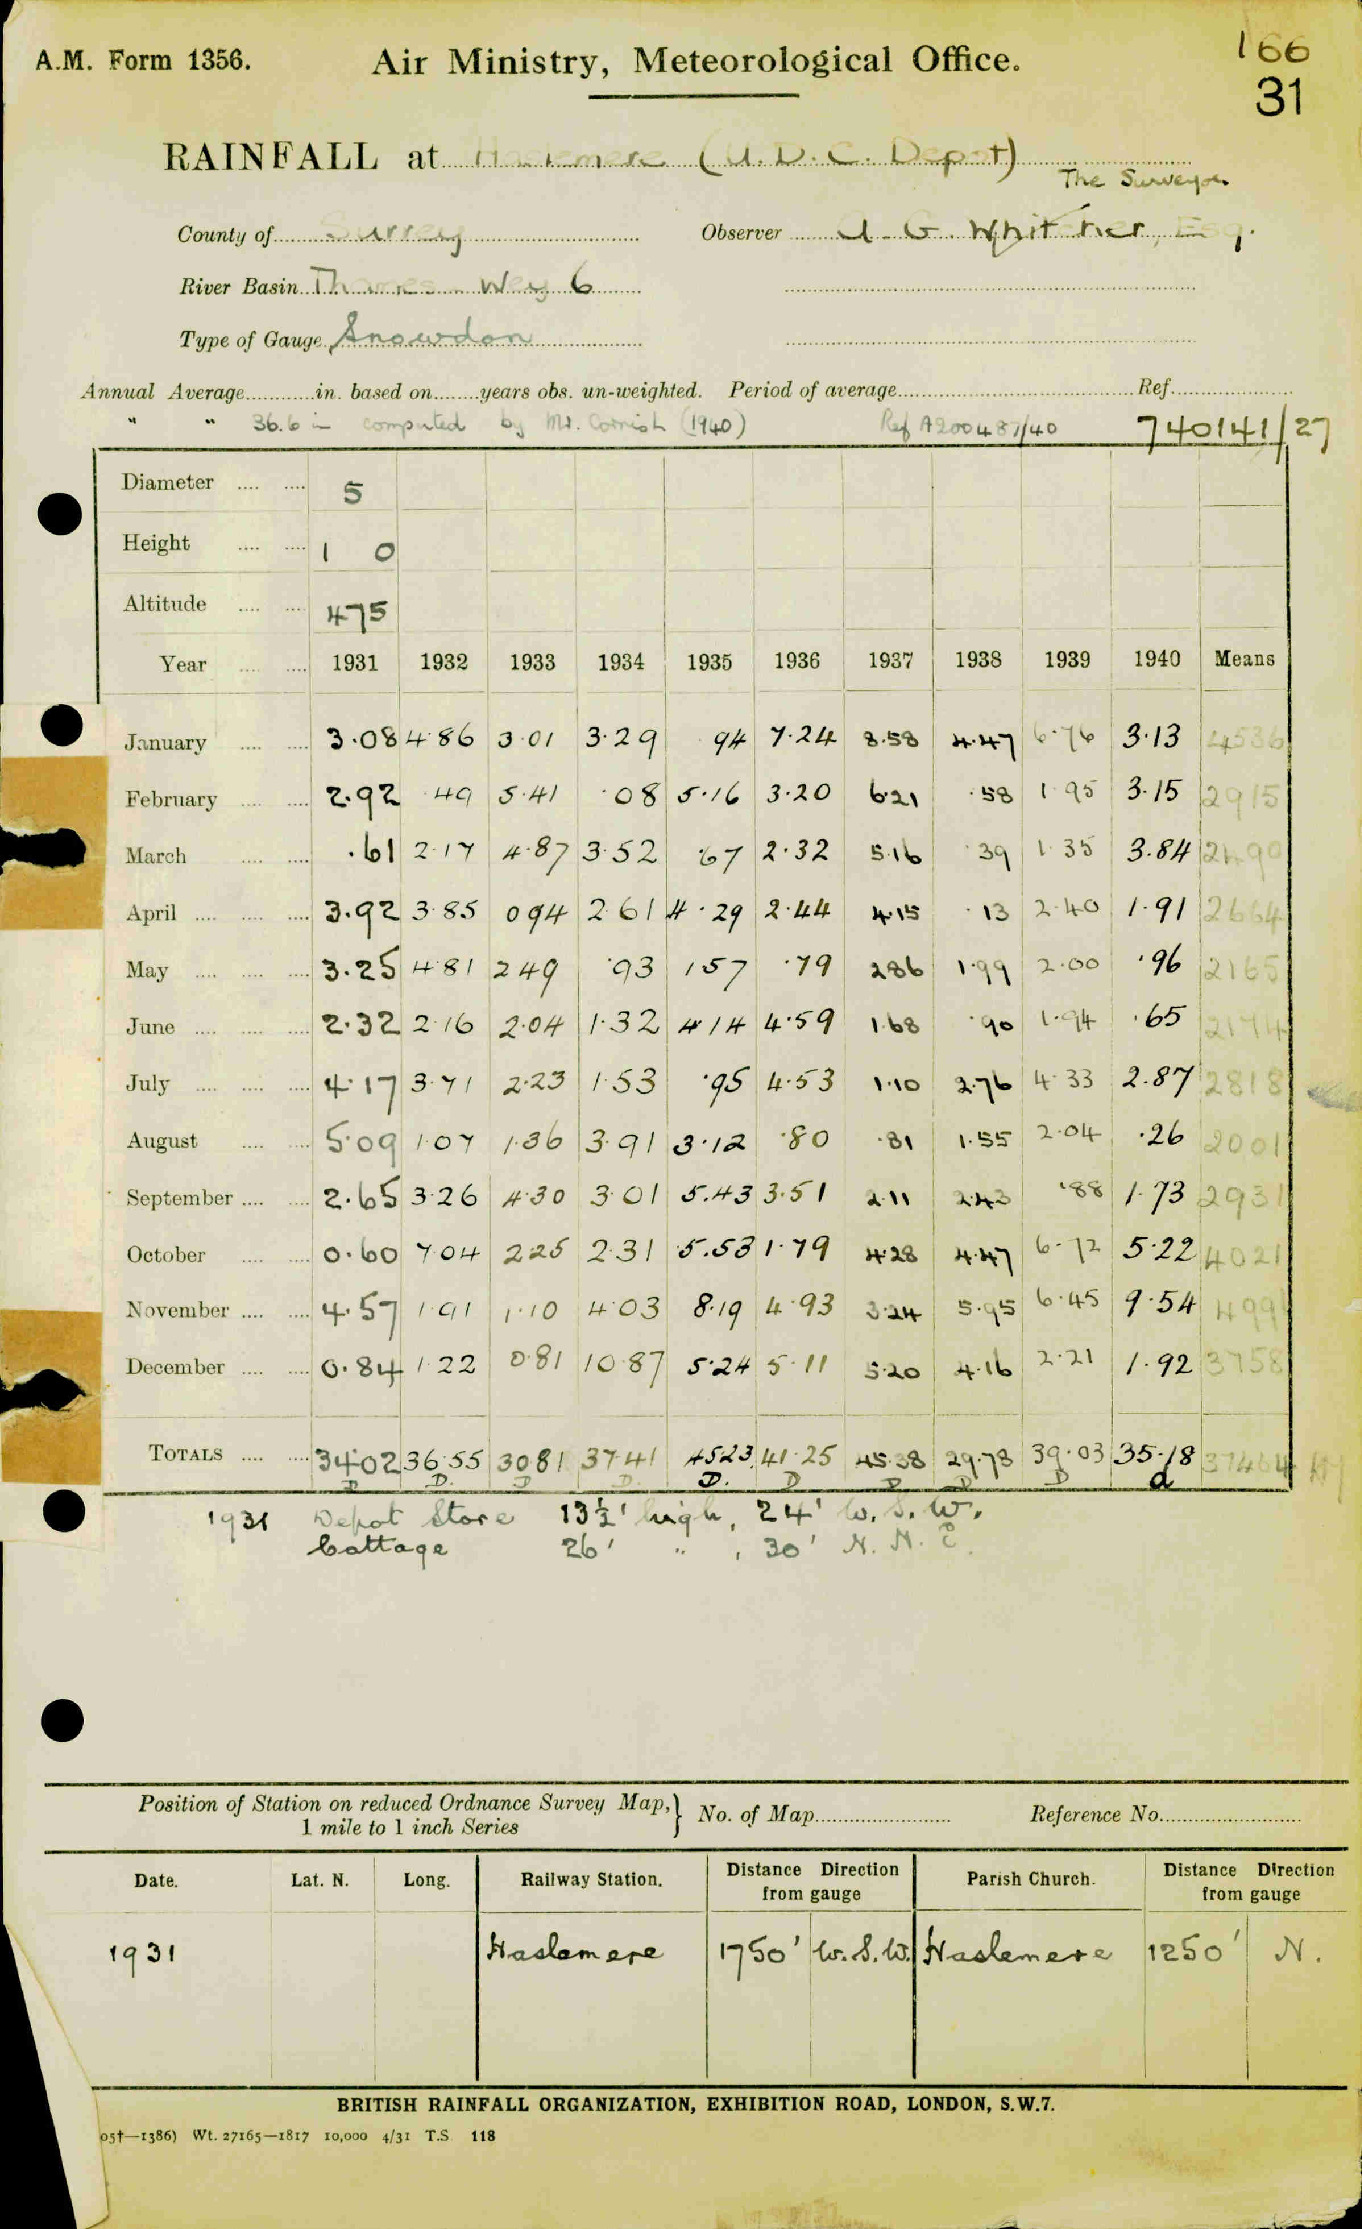 A.M. Form 1356. Air Ministry, Meteorological Office. 166
31
RAINFALL at Haslemere (U.D.C. Depot)
The Surveyor
County of Surrey Observer A. G. Whitcher, Esq.
River Basin Thames Wey 6
Type of Gauge Snowdon
Annual Average............in. based on........years obs. un-weighted. Period of average.................Ref.............
" " 36.6 in computed by Mr. Cornish (1940) Ref A200487/40 740141/27
Diameter .... .... 5
Height .... .... 1 0
Altitude .... .... 475
Year .... .... 1931 1932 1933 1934 1935 1936 1937 1938 1939 1940 Means
January .... .... 3.08 4.86 3.01 3.29 .94 7.24 8.58 4.47 6.76 3.13 4536
February .... .... 2.92 .49 5.41 .08 5.16 3.20 6.21 .58 1.95 3.15 2915
March .... .... .61 2.17 4.87 3.52 .67 2.32 5.16 .39 1.35 3.84 2490
April .... .... .... 3.92 3.85 0.94 2.61 4.29 2.44 4.15 .13 2.40 1.91 2664
May .... .... .... 3.25 4.81 2.49 .93 1.57 .79 2.86 1.99 2.00 .96 2165
June .... .... .... 2.32 2.16 2.04 1.32 4.14 4.59 1.68 .90 1.94 .65 2174
July .... .... .... 4.17 3.71 2.23 1.53 .95 4.53 1.10 2.76 4.33 2.87 2818
August .... .... 5.09 1.07 1.36 3.91 3.12 .80 .81 1.55 2.04 .26 2001
September .... .... 2.65 3.26 4.30 3.01 5.43 3.51 2.11 2.43 .88 1.73 2931
October .... .... 0.60 7.04 2.25 2.31 5.53 1.79 4.28 4.47 6.72 5.22 4021
November .... .... 4.57 1.91 1.10 4.03 8.19 4.93 3.24 5.95 6.45 9.54 4991
December .... .... 0.84 1.22 0.81 10.87 5.24 5.11 5.20 4.16 2.21 1.92 3758
TOTALS .... .... 34.02 36.55 30.81 37.41 45.23 41.25 45.38 29.78 39.03 35.18 37464
D D. D D. D. D D D D d
1931 Depot Store 13½' high, 24' W.S.W.
Cottage 26' " , 30' N.N.E.
Position of Station on reduced Ordnance Survey Map,} No. of Map............ Reference No............
1 mile to 1 inch Series
Date. Lat. N. Long. Railway Station. Distance Direction from gauge Parish Church. Distance Direction from gauge
1931 Haslemere 1750' W.S.W. Haslemere 1250' N.
BRITISH RAINFALL ORGANIZATION, EXHIBITION ROAD, LONDON, S.W.7.
05†—1386) Wt. 27165—1817 10,000 4/31 T.S. 118